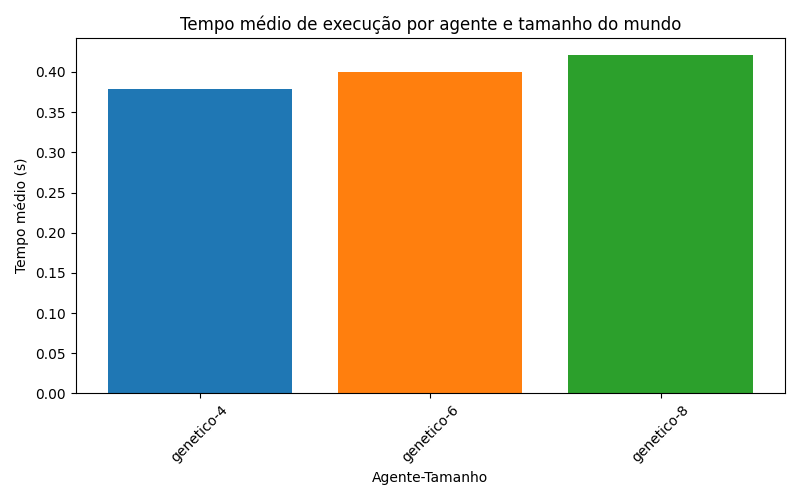 Tempo médio de execução por agente e tamanho do mundo
Tempo médio (s)
0.40
0.35
0.30
0.25
0.20
0.15
0.10
0.05
0.00
genetico-4
genetico-6
genetico-8
Agente-Tamanho